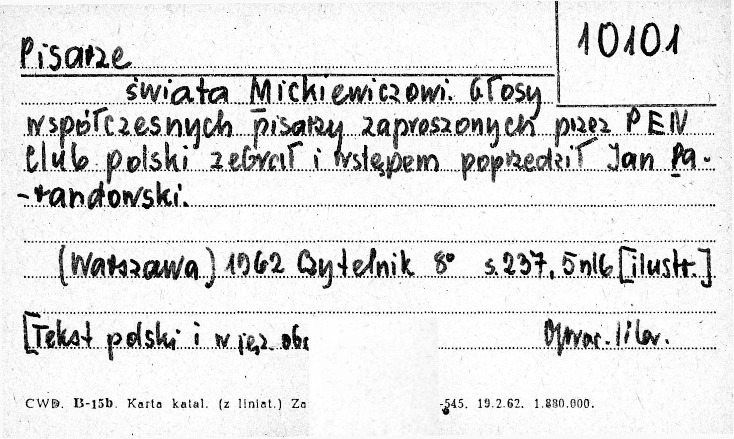 10101
Pisarze
świata Mickiewiczowi. Głosy
współczesnych pisarzy zaproszonych przez PEN
Club polski zebrał i wstępem poprzedził Jan Pa-
-randowski.
(Warszawa) 1962 Czytelnik 8° s. 237, 5 nlb [ilustr.]
[Tekst polski i w jęz. obc
Oprac.
CWD. B-15b. Karta katal. (z liniat.) Za -545. 19.2.62. 1.880.000.